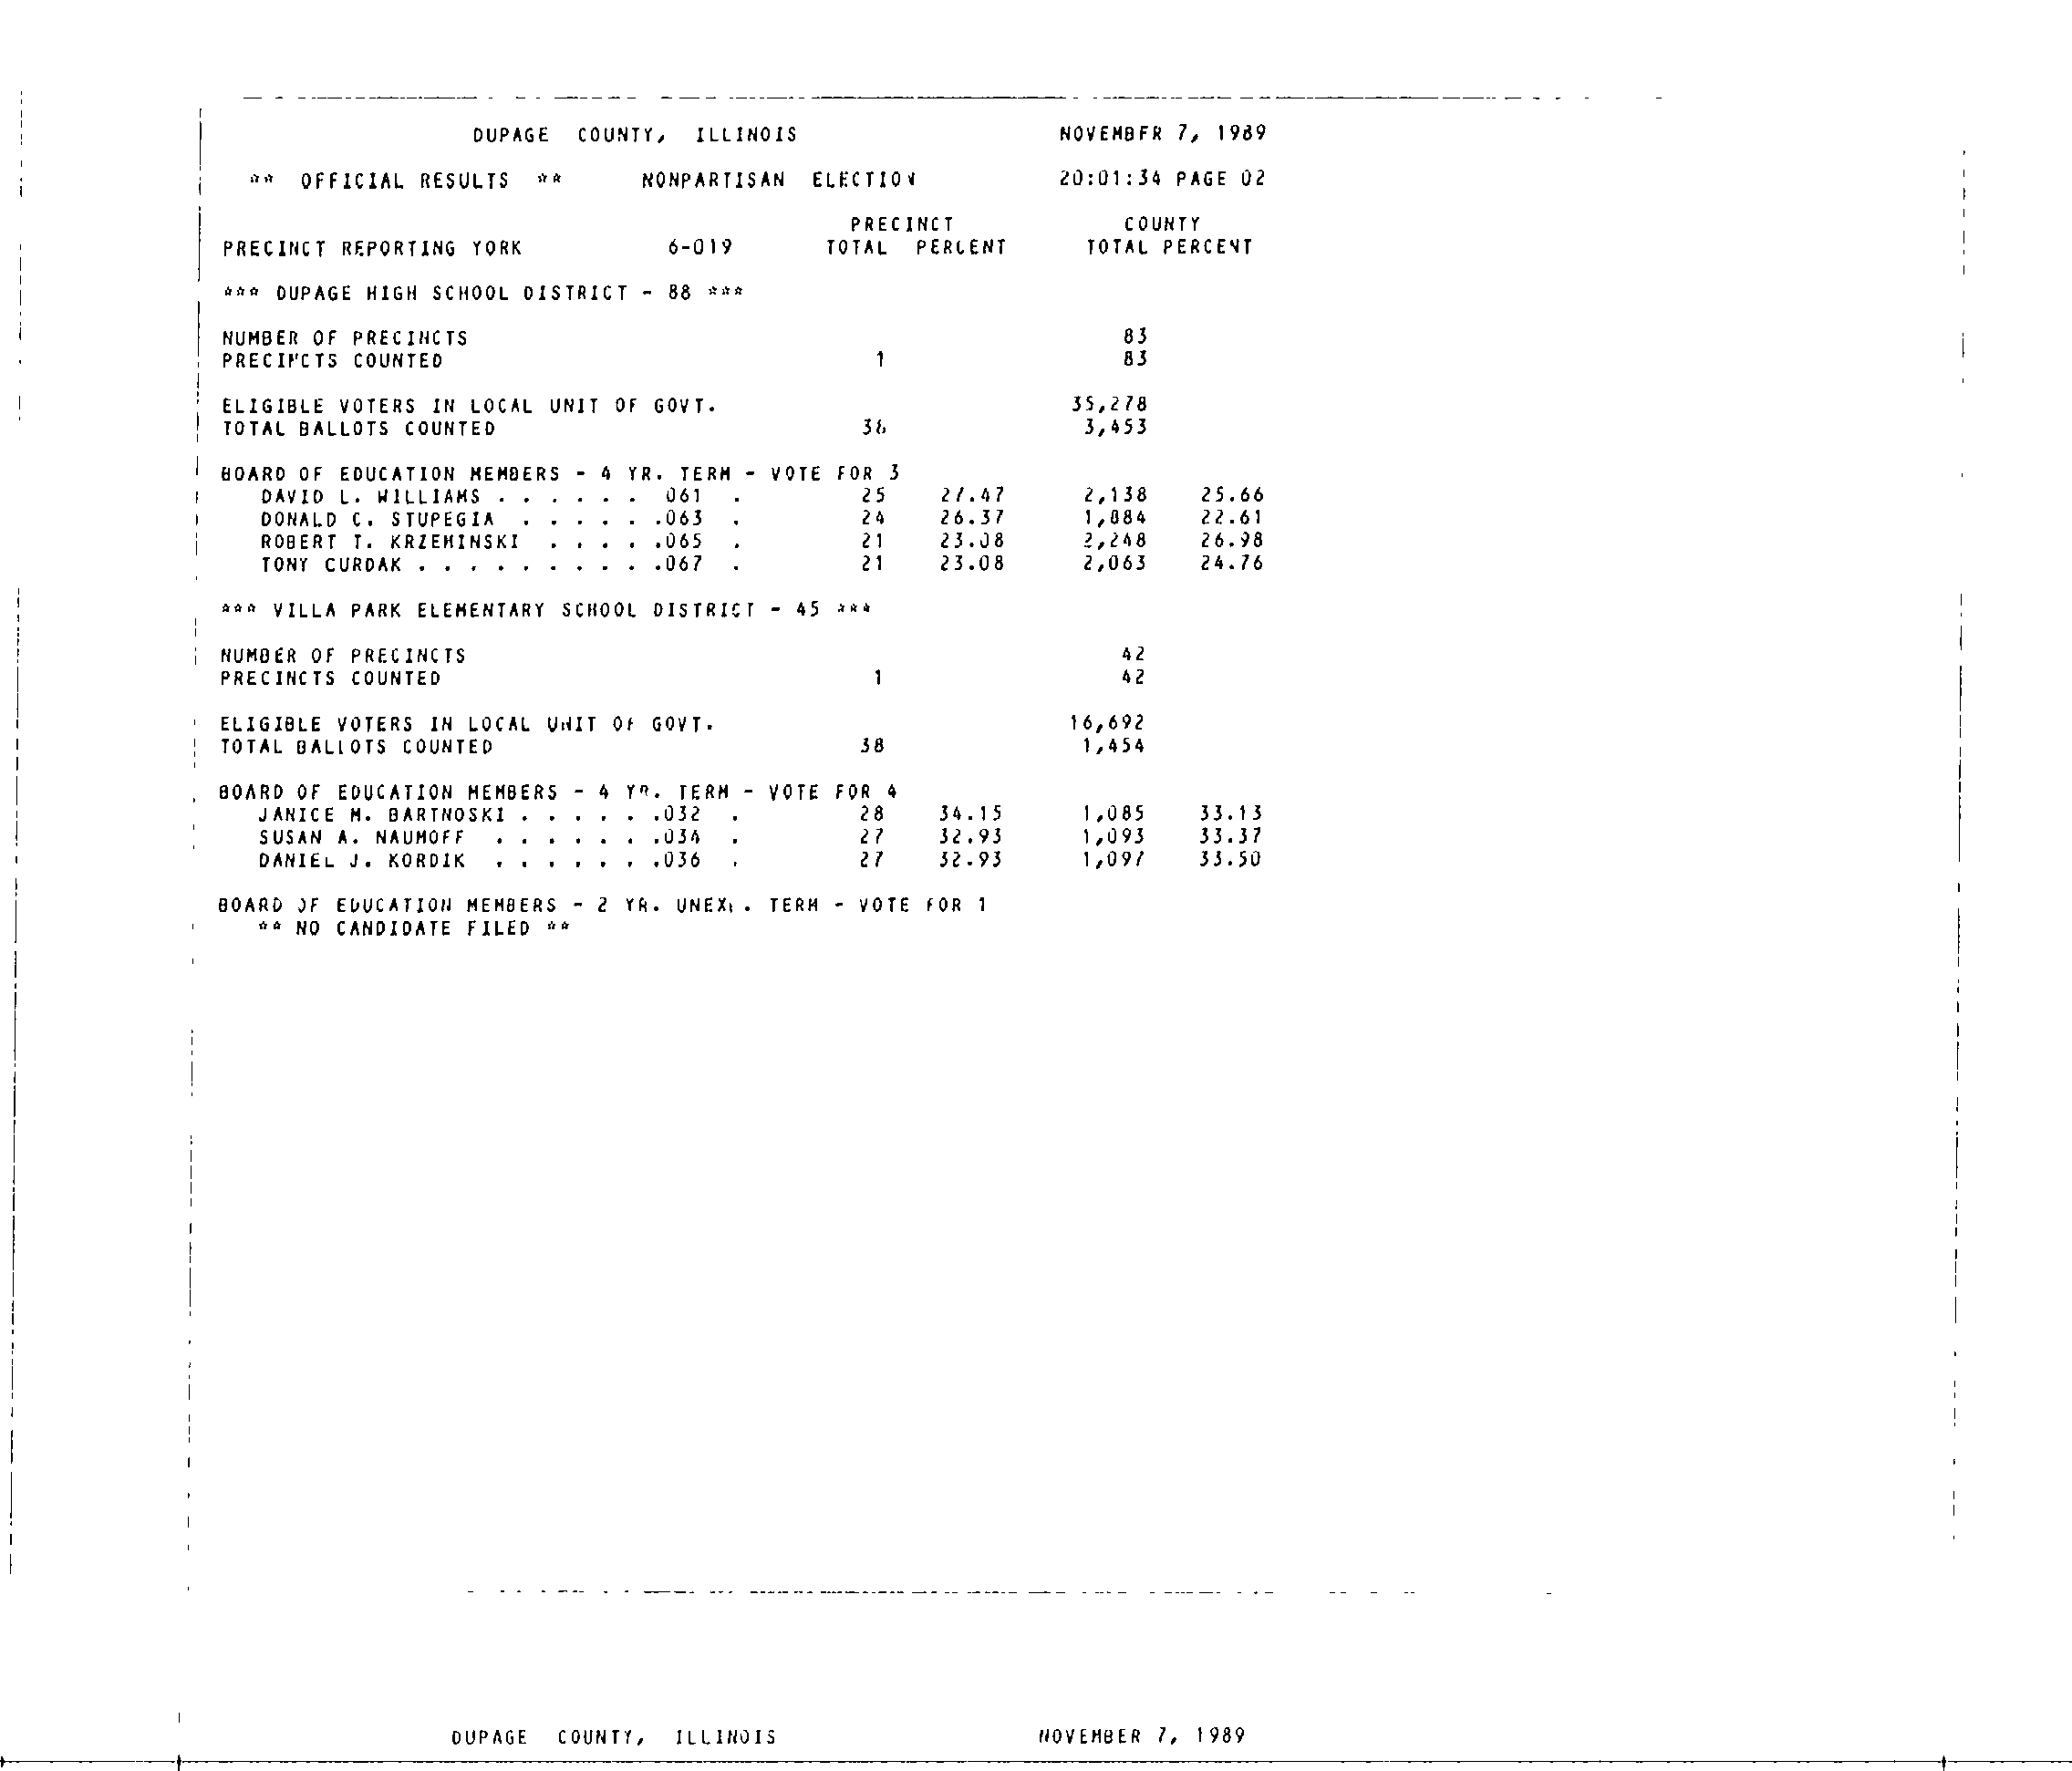 DUPAGE COUNTY, ILLINOIS NOVEMBER 7, 1989
** OFFICIAL RESULTS ** NONPARTISAN ELECTION 20:01:34 PAGE 02
PRECINCT COUNTY
PRECINCT REPORTING YORK 6-019 TOTAL PERCENT TOTAL PERCENT
*** DUPAGE HIGH SCHOOL DISTRICT - 88 ***
NUMBER OF PRECINCTS 83
PRECINCTS COUNTED 1 83
ELIGIBLE VOTERS IN LOCAL UNIT OF GOVT. 35,278
TOTAL BALLOTS COUNTED 38 3,453
BOARD OF EDUCATION MEMBERS - 4 YR. TERM - VOTE FOR 3
DAVID L. WILLIAMS . . . . . . 061 . 25 27.47 2,138 25.66
DONALD C. STUPEGIA . . . . . .063 . 24 26.37 1,884 22.61
ROBERT T. KRZEMINSKI . . . . .065 . 21 23.08 2,248 26.98
TONY CURDAK . . . . . . . . . .067 . 21 23.08 2,063 24.76
*** VILLA PARK ELEMENTARY SCHOOL DISTRICT - 45 ***
NUMBER OF PRECINCTS 42
PRECINCTS COUNTED 1 42
ELIGIBLE VOTERS IN LOCAL UNIT OF GOVT. 16,692
TOTAL BALLOTS COUNTED 38 1,454
BOARD OF EDUCATION MEMBERS - 4 YR. TERM - VOTE FOR 4
JANICE M. BARTNOSKI . . . . . .032 . 28 34.15 1,085 33.13
SUSAN A. NAUMOFF . . . . . . .034 . 27 32.93 1,093 33.37
DANIEL J. KORDIK . . . . . . .036 . 27 32.93 1,097 33.50
BOARD OF EDUCATION MEMBERS - 2 YR. UNEXP. TERM - VOTE FOR 1
** NO CANDIDATE FILED **
DUPAGE COUNTY, ILLINOIS NOVEMBER 7, 1989